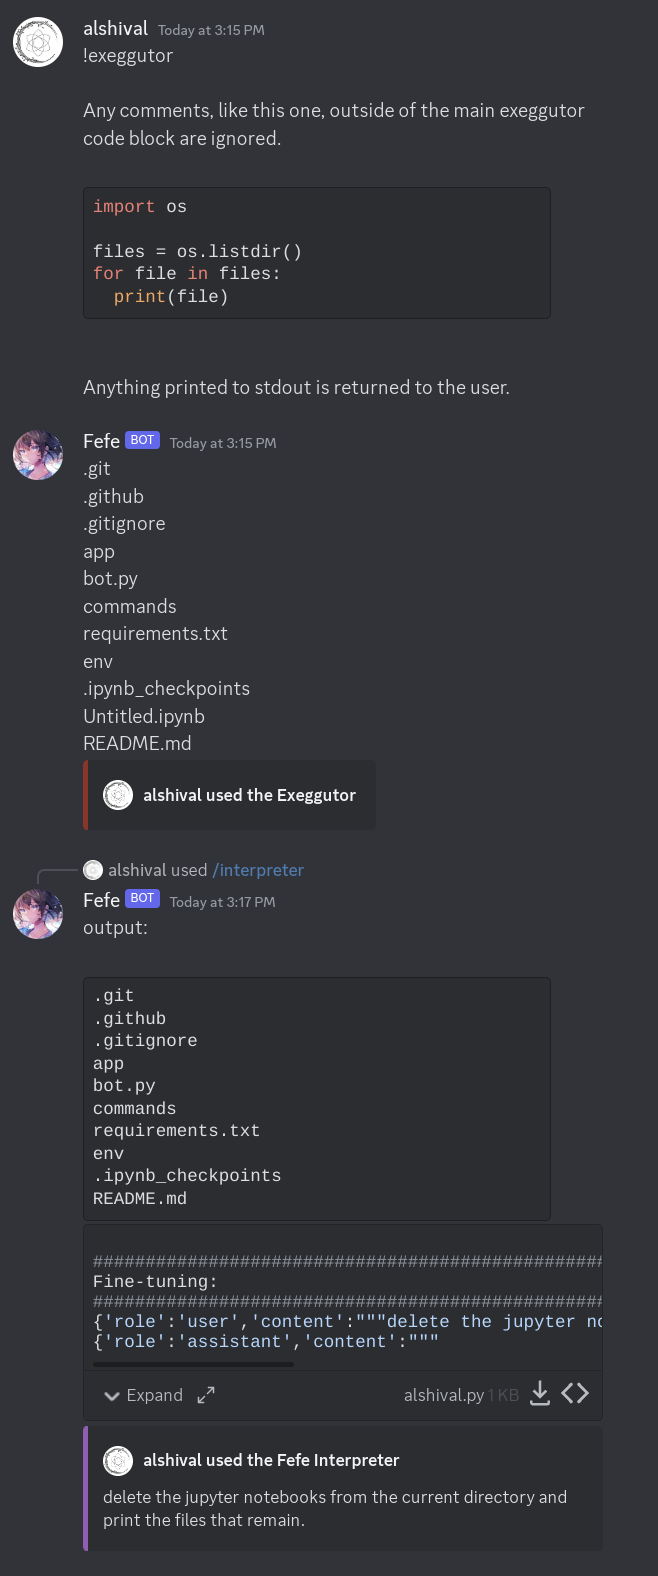 alshival Today at 3:15 PM
!exeggutor
Any comments, like this one, outside of the main exeggutor
code block are ignored.
import os
files = os.listdir()
for file in files:
  print(file)
Anything printed to stdout is returned to the user.
Fefe BOT Today at 3:15 PM
.git
.github
.gitignore
app
bot.py
commands
requirements.txt
env
.ipynb_checkpoints
Untitled.ipynb
README.md
alshival used the Exeggutor
alshival used /interpreter
Fefe BOT Today at 3:17 PM
output:
.git
.github
.gitignore
app
bot.py
commands
requirements.txt
env
.ipynb_checkpoints
README.md
#################################################
Fine-tuning:
#################################################
{'role':'user','content':"""delete the jupyter no
{'role':'assistant','content':"""
Expand alshival.py 1 KB
alshival used the Fefe Interpreter
delete the jupyter notebooks from the current directory and
print the files that remain.